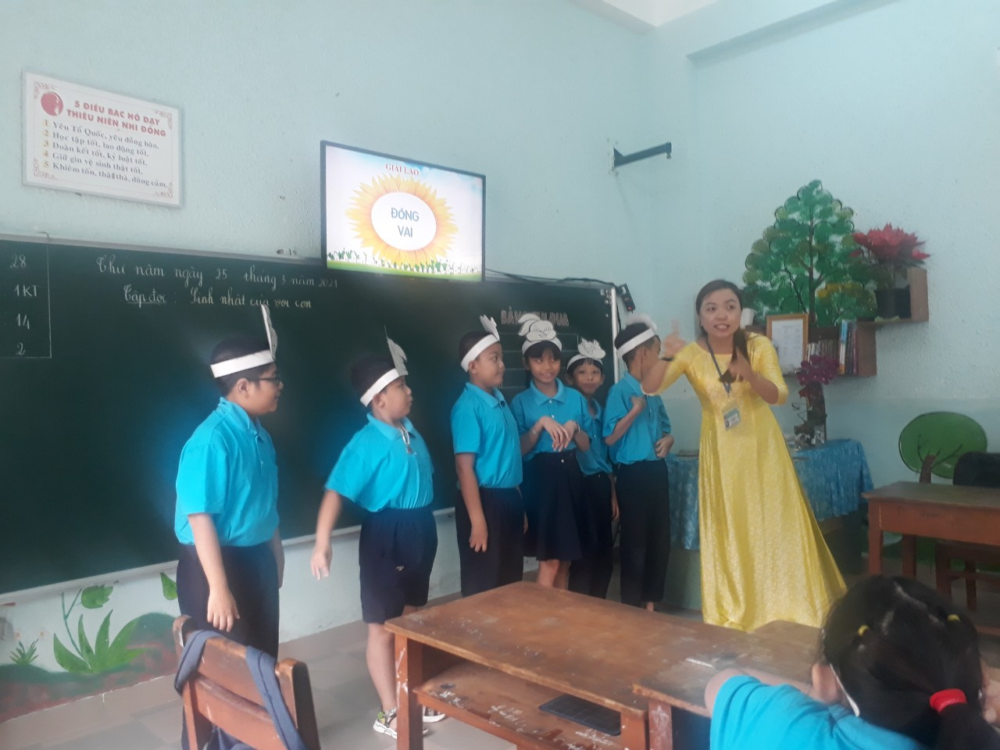 5 ĐIỀU BÁC HỒ DẠY
THIẾU NIÊN NHI ĐỒNG
1 Yêu Tổ Quốc, yêu đồng bào.
2 Học tập tốt, lao động tốt.
3 Đoàn kết tốt, kỷ luật tốt.
4 Giữ gìn vệ sinh thật tốt.
5 Khiêm tốn, thật thà, dũng cảm.
GIẢI LAO
ĐÓNG
VAI
28
1KT
14
2
Thứ năm ngày 25 tháng 3 năm 2021
Tập đọc: Sinh nhật của voi con
BẢNG THI ĐUA